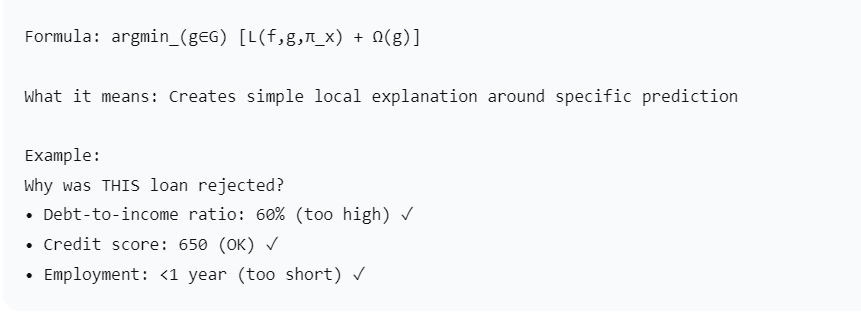 Formula: argmin_(g∈G) [L(f,g,π_x) + Ω(g)]
What it means: Creates simple local explanation around specific prediction
Example:
Why was THIS loan rejected?
• Debt-to-income ratio: 60% (too high) ✓
• Credit score: 650 (OK) ✓
• Employment: <1 year (too short) ✓